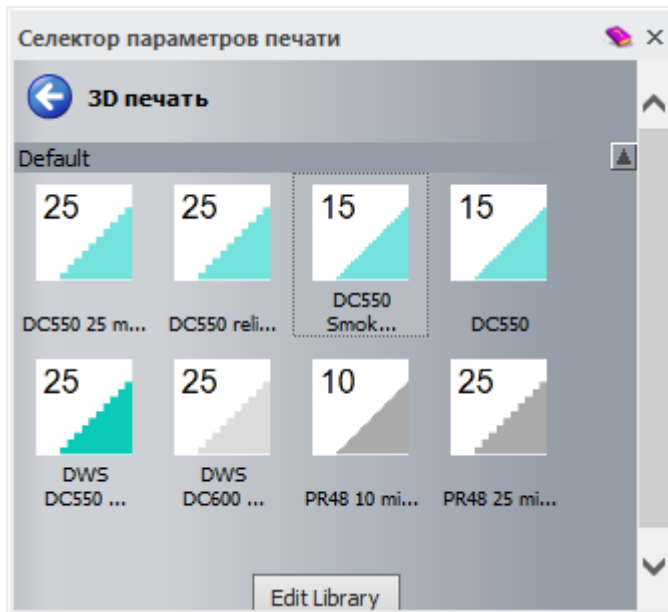 Селектор параметров печати
3D печать
Default
25 25 15 15
DC550 25 m... DC550 reli... DC550 Smok... DC550
25 25 10 25
DWS DC550 ... DWS DC600 ... PR48 10 mi... PR48 25 mi...
Edit Library